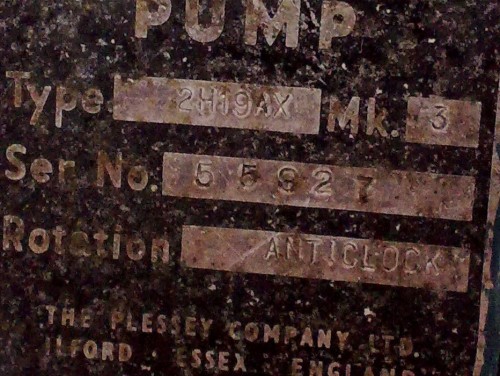 PUMP
Type 2H19AX Mk. 3
Ser No. 55827
Rotation ANTICLOCK
THE PLESSEY COMPANY LTD.
ILFORD . ESSEX . ENGLAND